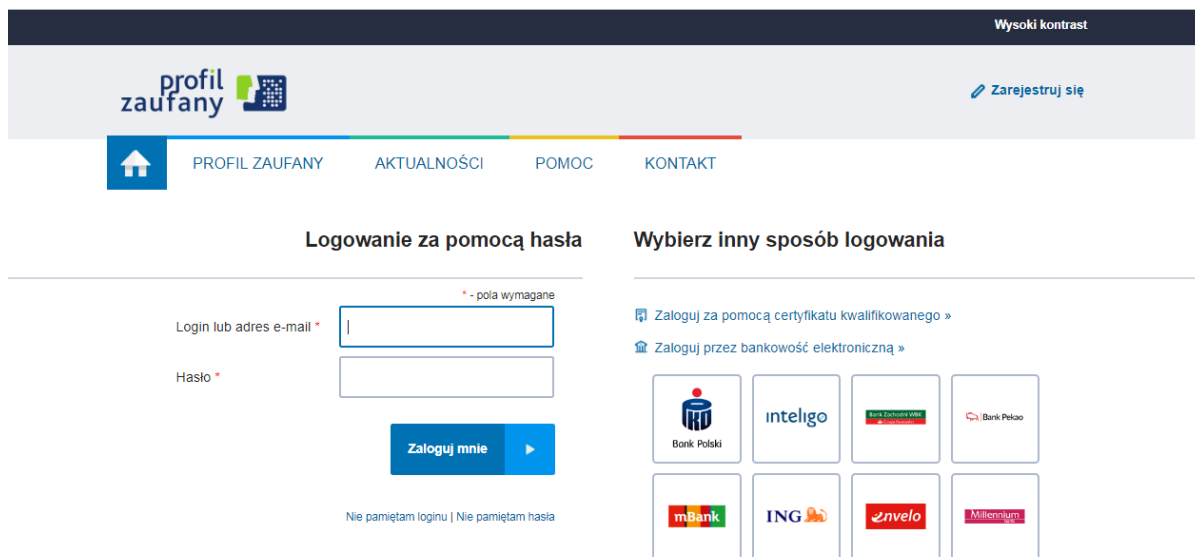 Wysoki kontrast
profil
zaufany
Zarejestruj się
PROFIL ZAUFANY
AKTUALNOŚCI
POMOC
KONTAKT
Logowanie za pomocą hasła
* - pola wymagane
Login lub adres e-mail *
Hasło *
Zaloguj mnie
Nie pamiętam loginu | Nie pamiętam hasła
Wybierz inny sposób logowania
Zaloguj za pomocą certyfikatu kwalifikowanego »
Zaloguj przez bankowość elektroniczną »
PKO
Bank Polski
inteligo
Bank Zachodni WBK
Bank Pekao
mBank
ING
envelo
Millennium